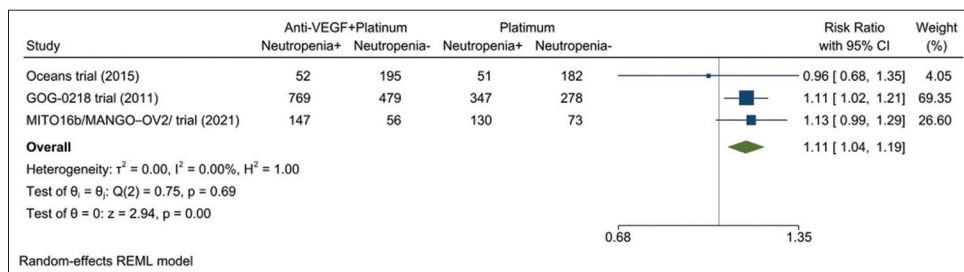 Anti-VEGF+Platinum Platimum Risk Ratio Weight
Study Neutropenia+ Neutropenia- Neutropenia+ Neutropenia- with 95% CI (%)
Oceans trial (2015) 52 195 51 182 0.96 [ 0.68, 1.35] 4.05
GOG-0218 trial (2011) 769 479 347 278 1.11 [ 1.02, 1.21] 69.35
MITO16b/MANGO–OV2/ trial (2021) 147 56 130 73 1.13 [ 0.99, 1.29] 26.60
Overall 1.11 [ 1.04, 1.19]
Heterogeneity: τ² = 0.00, I² = 0.00%, H² = 1.00
Test of θᵢ = θⱼ: Q(2) = 0.75, p = 0.69
Test of θ = 0: z = 2.94, p = 0.00
0.68 1.35
Random-effects REML model